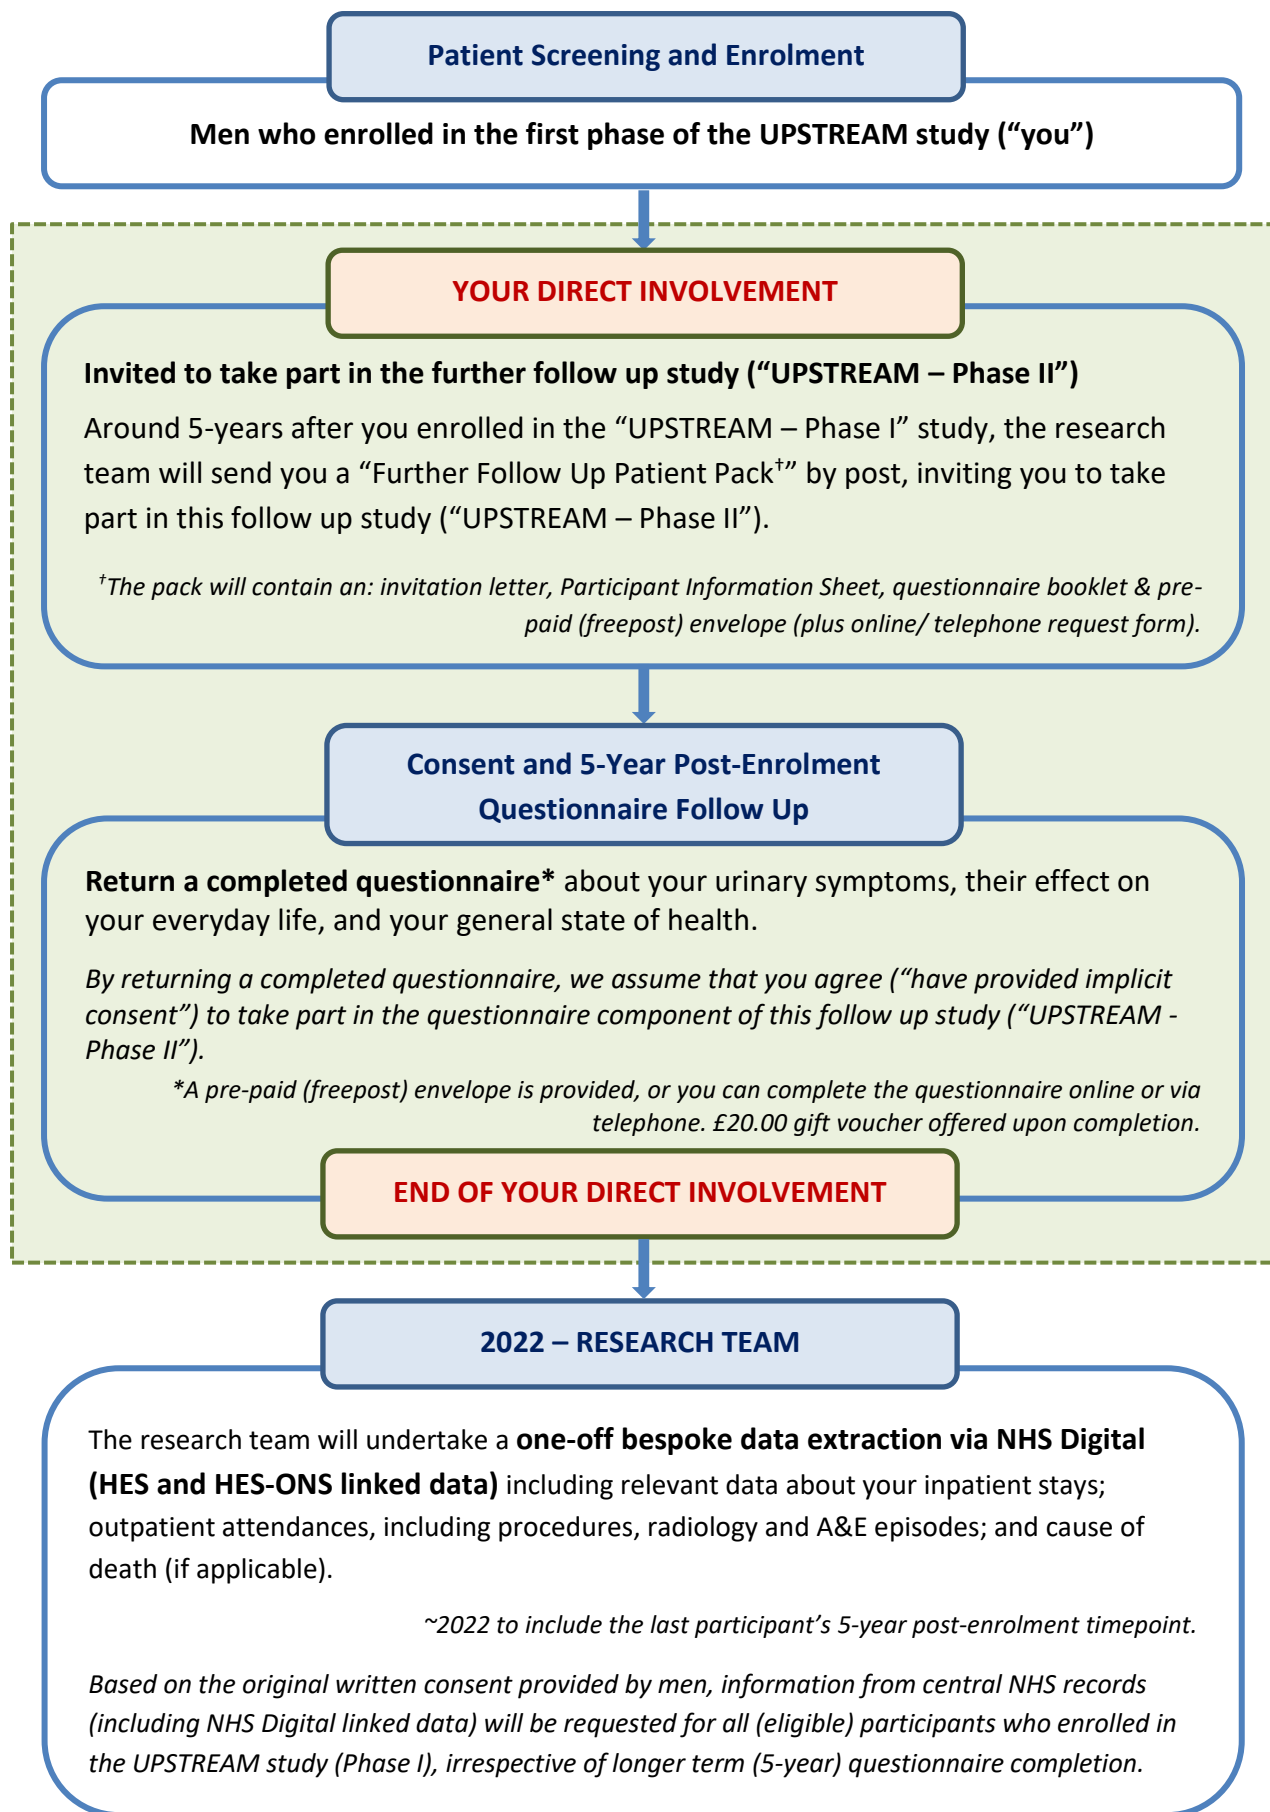 Patient Screening and Enrolment
Men who enrolled in the first phase of the UPSTREAM study (“you”)
YOUR DIRECT INVOLVEMENT
Invited to take part in the further follow up study (“UPSTREAM – Phase II”)
Around 5-years after you enrolled in the “UPSTREAM – Phase I” study, the research
team will send you a “Further Follow Up Patient Pack†” by post, inviting you to take
part in this follow up study (“UPSTREAM – Phase II”).
†The pack will contain an: invitation letter, Participant Information Sheet, questionnaire booklet & pre-
paid (freepost) envelope (plus online/ telephone request form).
Consent and 5-Year Post-Enrolment
Questionnaire Follow Up
Return a completed questionnaire* about your urinary symptoms, their effect on
your everyday life, and your general state of health.
By returning a completed questionnaire, we assume that you agree (“have provided implicit
consent”) to take part in the questionnaire component of this follow up study (“UPSTREAM -
Phase II”).
*A pre-paid (freepost) envelope is provided, or you can complete the questionnaire online or via
telephone. £20.00 gift voucher offered upon completion.
END OF YOUR DIRECT INVOLVEMENT
2022 – RESEARCH TEAM
The research team will undertake a one-off bespoke data extraction via NHS Digital
(HES and HES-ONS linked data) including relevant data about your inpatient stays;
outpatient attendances, including procedures, radiology and A&E episodes; and cause of
death (if applicable).
~2022 to include the last participant’s 5-year post-enrolment timepoint.
Based on the original written consent provided by men, information from central NHS records
(including NHS Digital linked data) will be requested for all (eligible) participants who enrolled in
the UPSTREAM study (Phase I), irrespective of longer term (5-year) questionnaire completion.